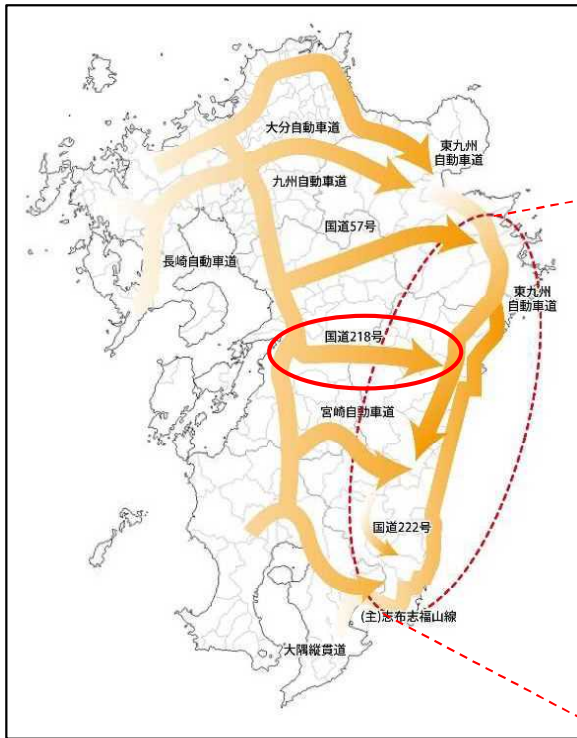 大分自動車道
東九州
自動車道
九州自動車道
国道57号
長崎自動車道
東九州
自動車道
国道218号
宮崎自動車道
国道222号
(主)志布志福山線
大隅縦貫道